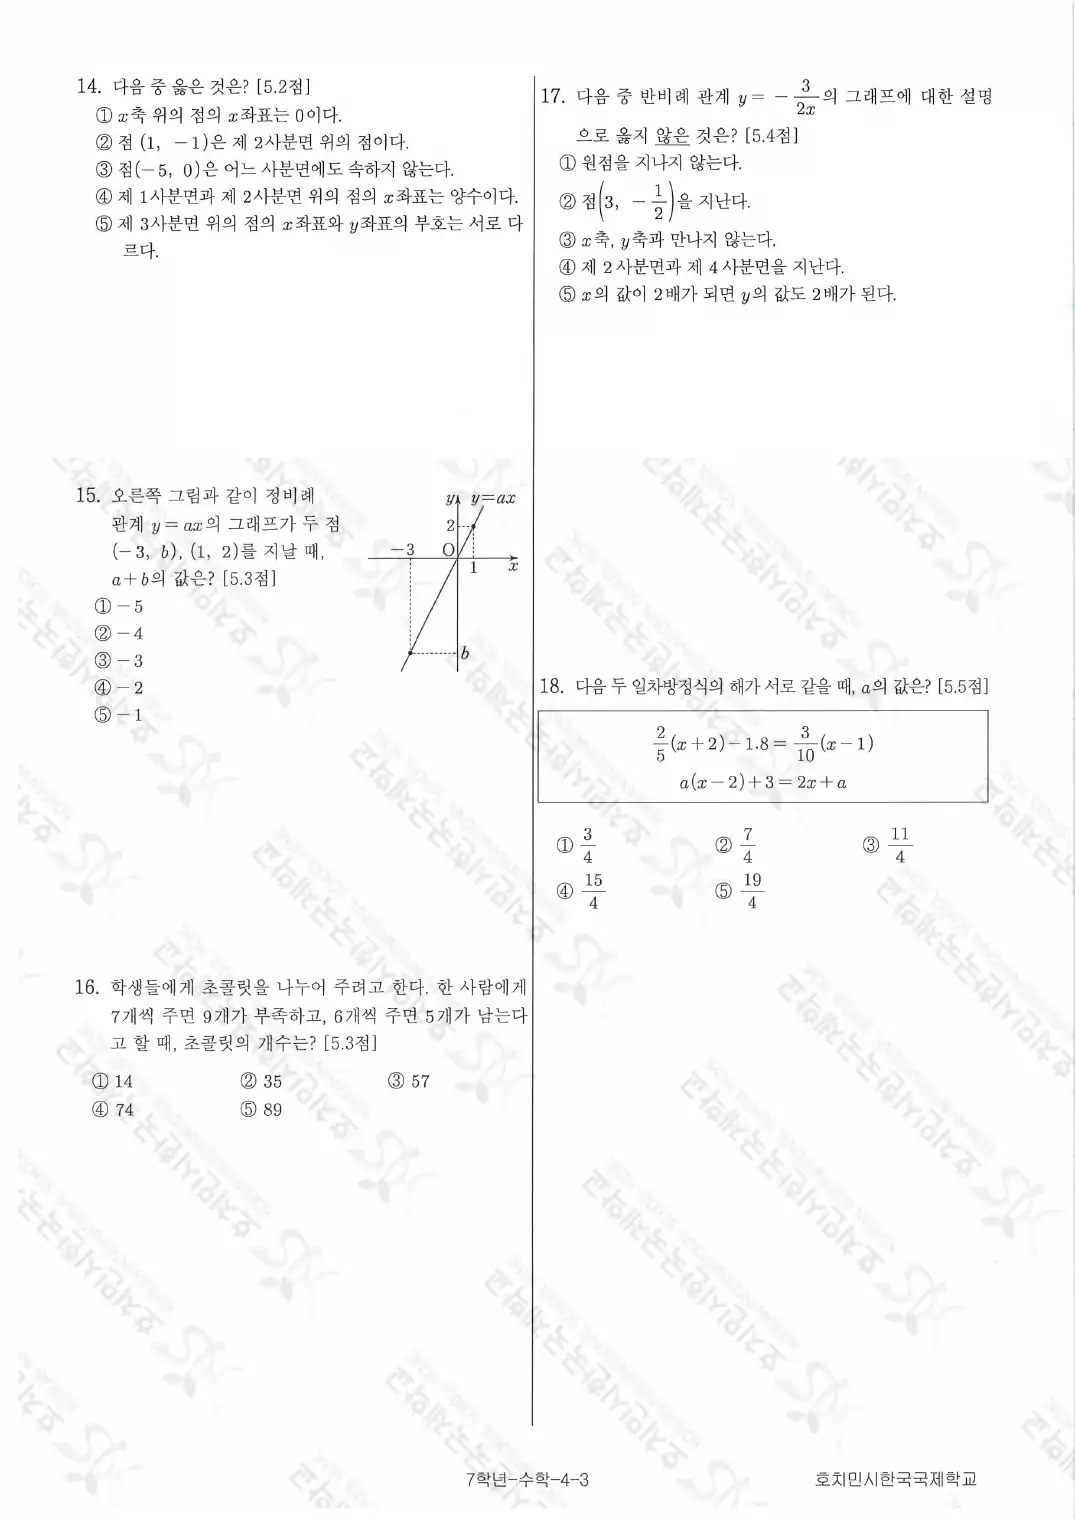 14. 다음 중 옳은 것은? [5.2점]
① x축 위의 점의 x좌표는 0이다.
② 점 (1, −1)은 제 2사분면 위의 점이다.
③ 점(−5, 0)은 어느 사분면에도 속하지 않는다.
④ 제 1사분면과 제 2사분면 위의 점의 x좌표는 양수이다.
⑤ 제 3사분면 위의 점의 x좌표와 y좌표의 부호는 서로 다
르다.
15. 오른쪽 그림과 같이 정비례
관계 y=ax의 그래프가 두 점
(−3, b), (1, 2)를 지날 때,
a+b의 값은? [5.3점]
① −5
② −4
③ −3
④ −2
⑤ −1
y y=ax
2
−3 O
1 x
b
16. 학생들에게 초콜릿을 나누어 주려고 한다. 한 사람에게
7개씩 주면 9개가 부족하고, 6개씩 주면 5개가 남는다
고 할 때, 초콜릿의 개수는? [5.3점]
① 14 ② 35 ③ 57
④ 74 ⑤ 89
17. 다음 중 반비례 관계 y = − 3/2x 의 그래프에 대한 설명
으로 옳지 않은 것은? [5.4점]
① 원점을 지나지 않는다.
② 점(3, −1/2)을 지난다.
③ x축, y축과 만나지 않는다.
④ 제 2사분면과 제 4사분면을 지난다.
⑤ x의 값이 2배가 되면 y의 값도 2배가 된다.
18. 다음 두 일차방정식의 해가 서로 같을 때, a의 값은? [5.5점]
2/5(x+2)−1.8 = 3/10(x−1)
a(x−2)+3=2x+a
① 3/4 ② 7/4 ③ 11/4
④ 15/4 ⑤ 19/4
7학년-수학-4-3
호치민시한국국제학교